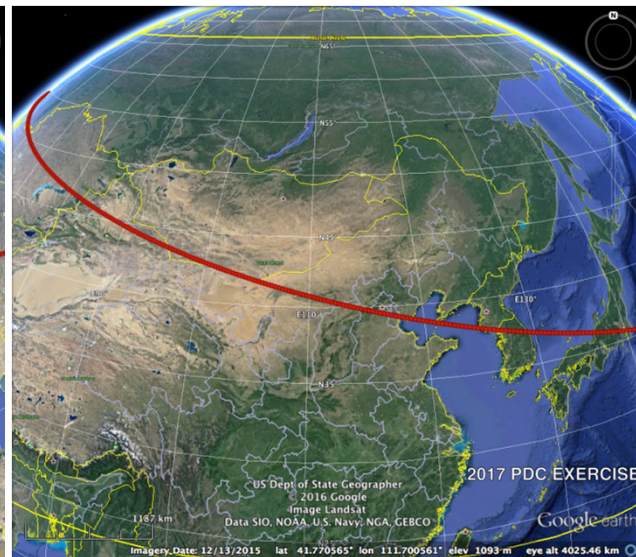 N
N65°
N55°
N45°
E110°
E130°
N35°
2017 PDC EXERCISE
US Dept of State Geographer
© 2016 Google
Image Landsat
Data SIO, NOAA, U.S. Navy, NGA, GEBCO
Google earth
1137 km
Imagery Date: 12/13/2015 lat 41.770565° lon 111.700561° elev 1093 m eye alt 4025.46 km